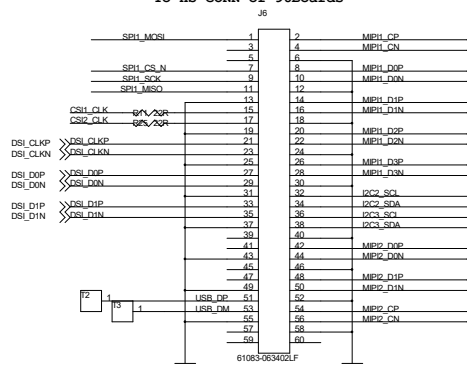 J6
SPI1_MOSI 1 2 MIPI1_CP
3 4 MIPI1_CN
5 6
SPI1_CS_N 7 8 MIPI1_D0P
SPI1_SCK 9 10 MIPI1_D0N
SPI1_MISO 11 12
13 14 MIPI1_D1P
CSI1_CLK 22R 15 16 MIPI1_D1N
CSI2_CLK 22R 17 18
19 20 MIPI1_D2P
DSI_CLKP DSI_CLKP 21 22 MIPI1_D2N
DSI_CLKN DSI_CLKN 23 24
25 26 MIPI1_D3P
DSI_D0P DSI_D0P 27 28 MIPI1_D3N
DSI_D0N DSI_D0N 29 30
31 32 I2C2_SCL
DSI_D1P DSI_D1P 33 34 I2C2_SDA
DSI_D1N DSI_D1N 35 36 I2C3_SCL
37 38 I2C3_SDA
39 40
41 42 MIPI2_D0P
43 44 MIPI2_D0N
45 46
47 48 MIPI2_D1P
49 50 MIPI2_D1N
T2 1 USB_DP 51 52
T3 1 USB_DM 53 54 MIPI2_CP
55 56 MIPI2_CN
57 58
59 60
61083-063402LF